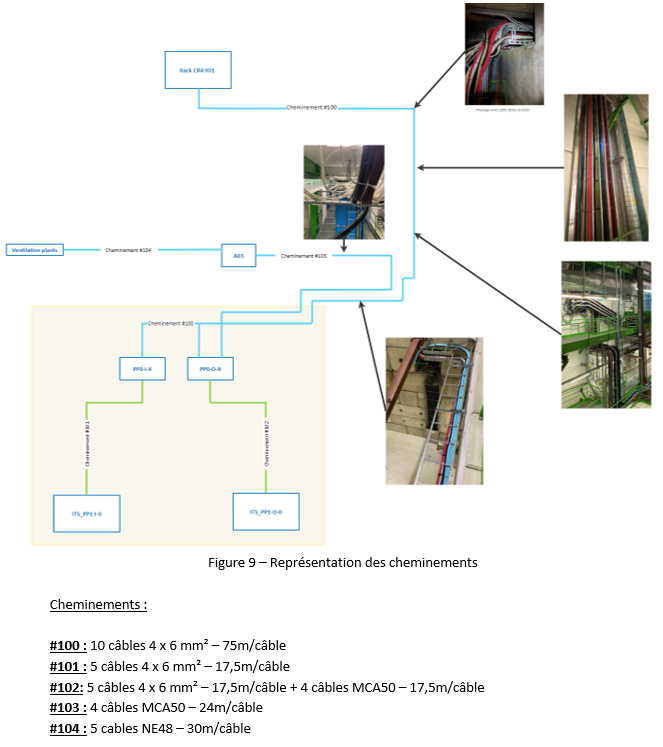 Rack CR4-Y01
Cheminement #100
Ventilation plants
Cheminement #104
A03
Cheminement #103
Cheminement #100
PP0-I-X
PP0-O-X
Cheminement #101
Cheminement #102
ITS_PP1-I-0
ITS_PP1-O-0
Figure 9 – Représentation des cheminements
Cheminements :
#100 : 10 câbles 4 x 6 mm² – 75m/câble
#101 : 5 câbles 4 x 6 mm² – 17,5m/câble
#102: 5 câbles 4 x 6 mm² – 17,5m/câble + 4 câbles MCA50 – 17,5m/câble
#103 : 4 câbles MCA50 – 24m/câble
#104 : 5 cables NE48 – 30m/câble